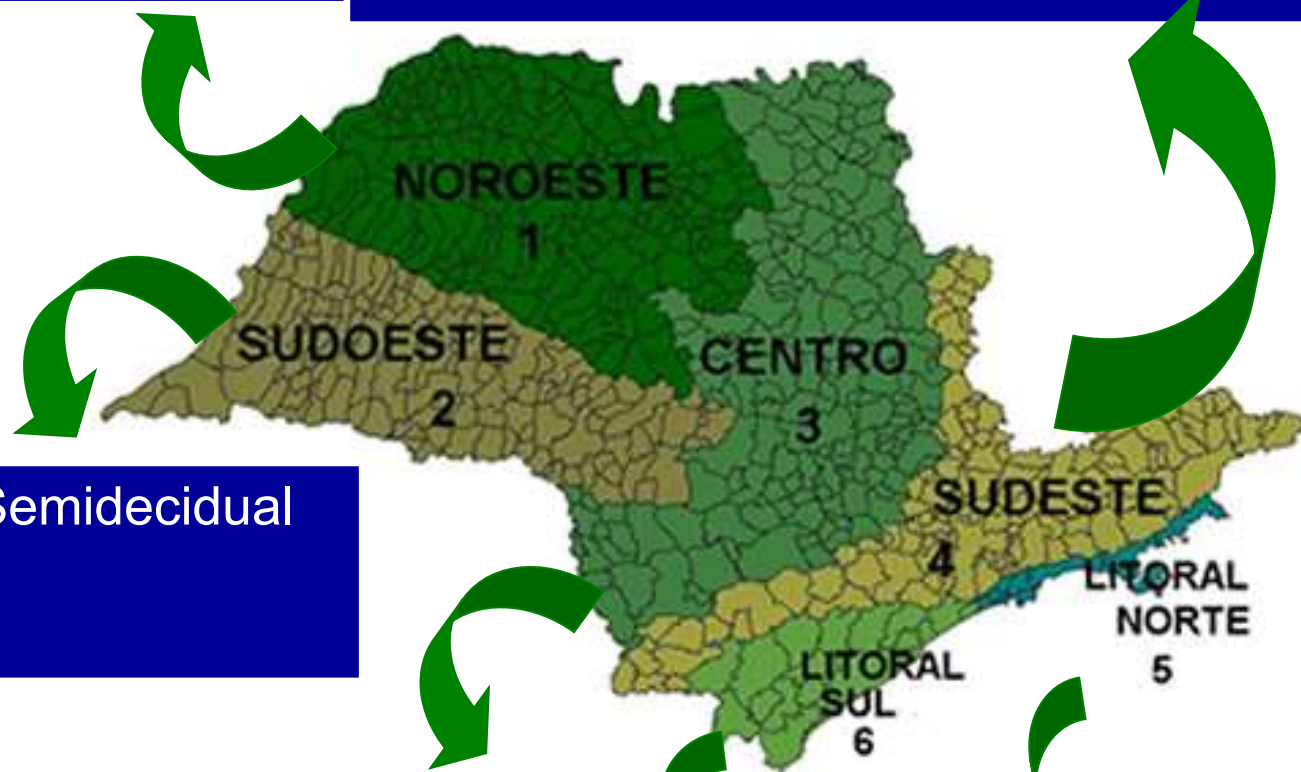 NOROESTE
1
SUDOESTE
2
CENTRO
3
Semidecidual
SUDESTE
4
LITORAL
NORTE
5
LITORAL
SUL
6